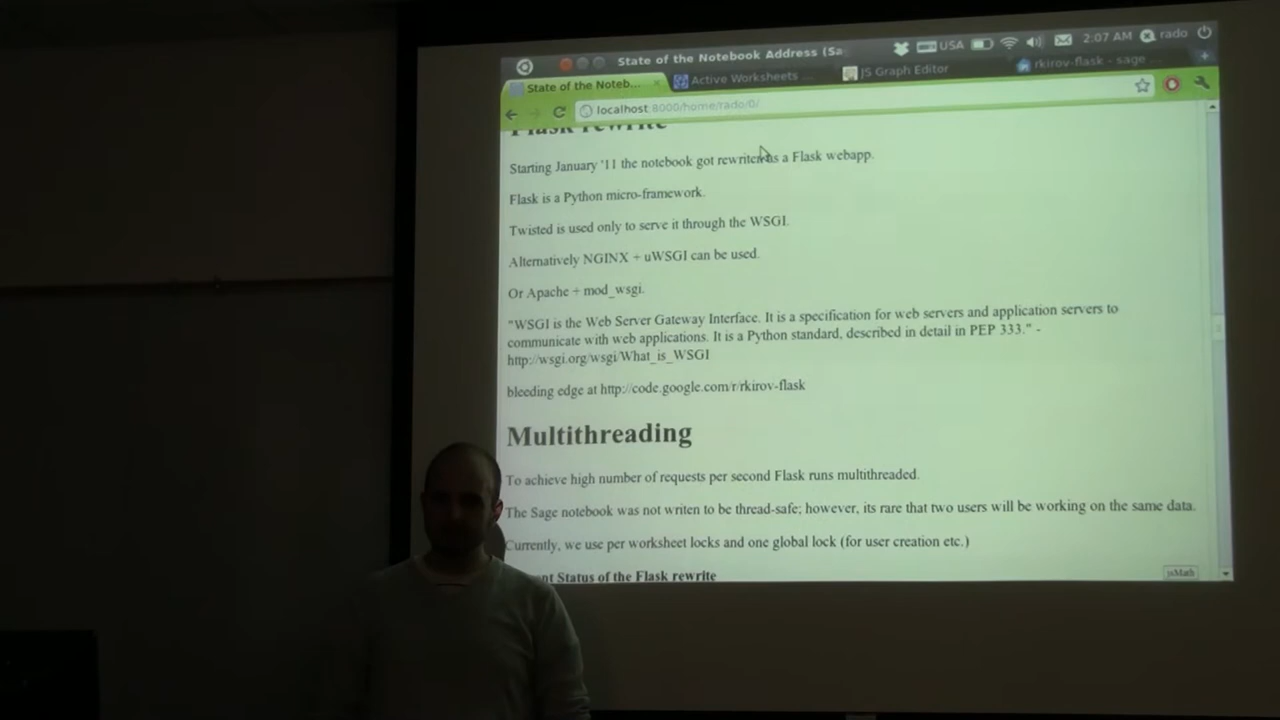 State of the Notebook Address (Sa
USA 2:07 AM rado
State of the Noteb... Active Worksheets ... JS Graph Editor rkirov-flask - sage ...
localhost:8000/home/rado/0/
Flask rewrite
Starting January '11 the notebook got rewriten as a Flask webapp.
Flask is a Python micro-framework.
Twisted is used only to serve it through the WSGI.
Alternatively NGINX + uWSGI can be used.
Or Apache + mod_wsgi.
"WSGI is the Web Server Gateway Interface. It is a specification for web servers and application servers to
communicate with web applications. It is a Python standard, described in detail in PEP 333." -
http://wsgi.org/wsgi/What_is_WSGI
bleeding edge at http://code.google.com/r/rkirov-flask
Multithreading
To achieve high number of requests per second Flask runs multithreaded.
The Sage notebook was not writen to be thread-safe; however, its rare that two users will be working on the same data.
Currently, we use per worksheet locks and one global lock (for user creation etc.)
nt Status of the Flask rewrite
jsMath